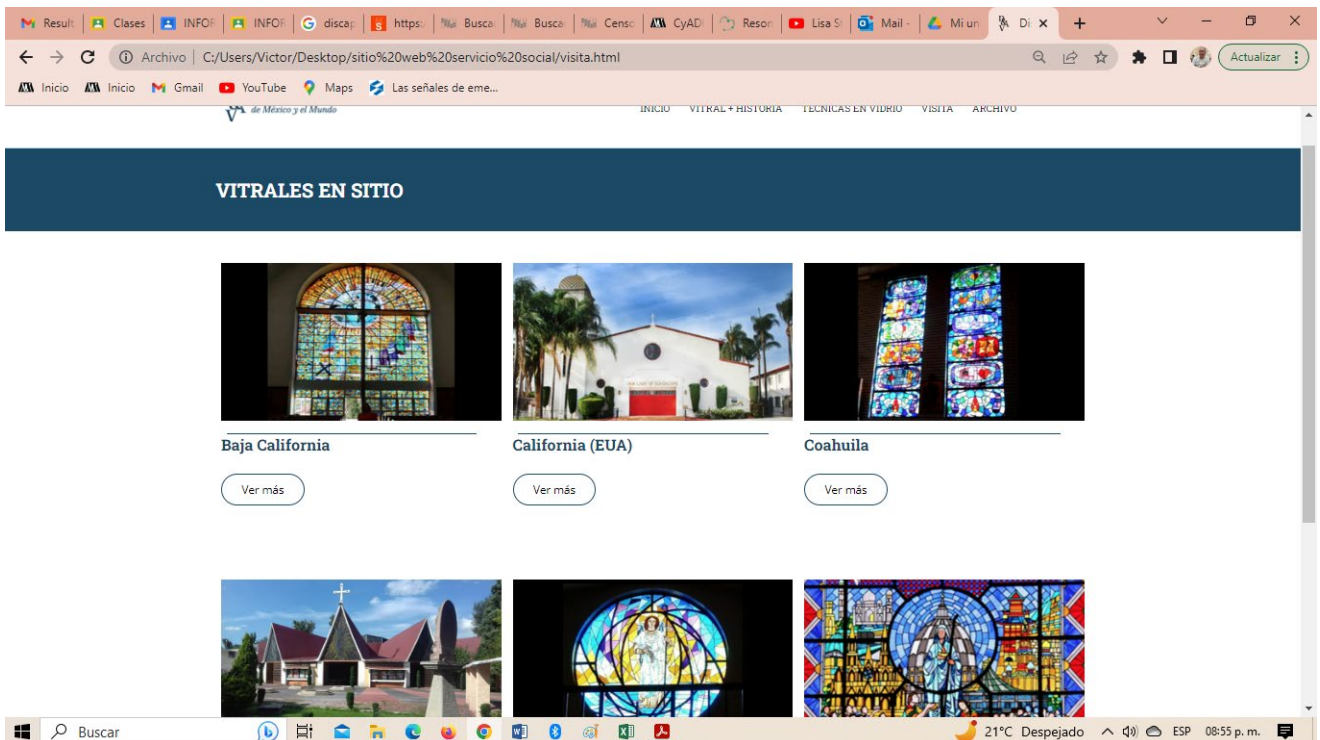 Result
Clases
INFOR
INFOR
discap
https:
Busca
Busca
Censo
CyAD
Reson
Lisa S
Mail -
Mi un
Di
Archivo
C:/Users/Victor/Desktop/sitio%20web%20servicio%20social/visita.html
Actualizar
Inicio
Inicio
Gmail
YouTube
Maps
Las señales de eme...
de México y el Mundo
INICIO
VITRAL + HISTORIA
TÉCNICAS EN VIDRIO
VISITA
ARCHIVO
VITRALES EN SITIO
Baja California
California (EUA)
Coahuila
Ver más
Ver más
Ver más
Buscar
21°C Despejado
ESP
08:55 p. m.